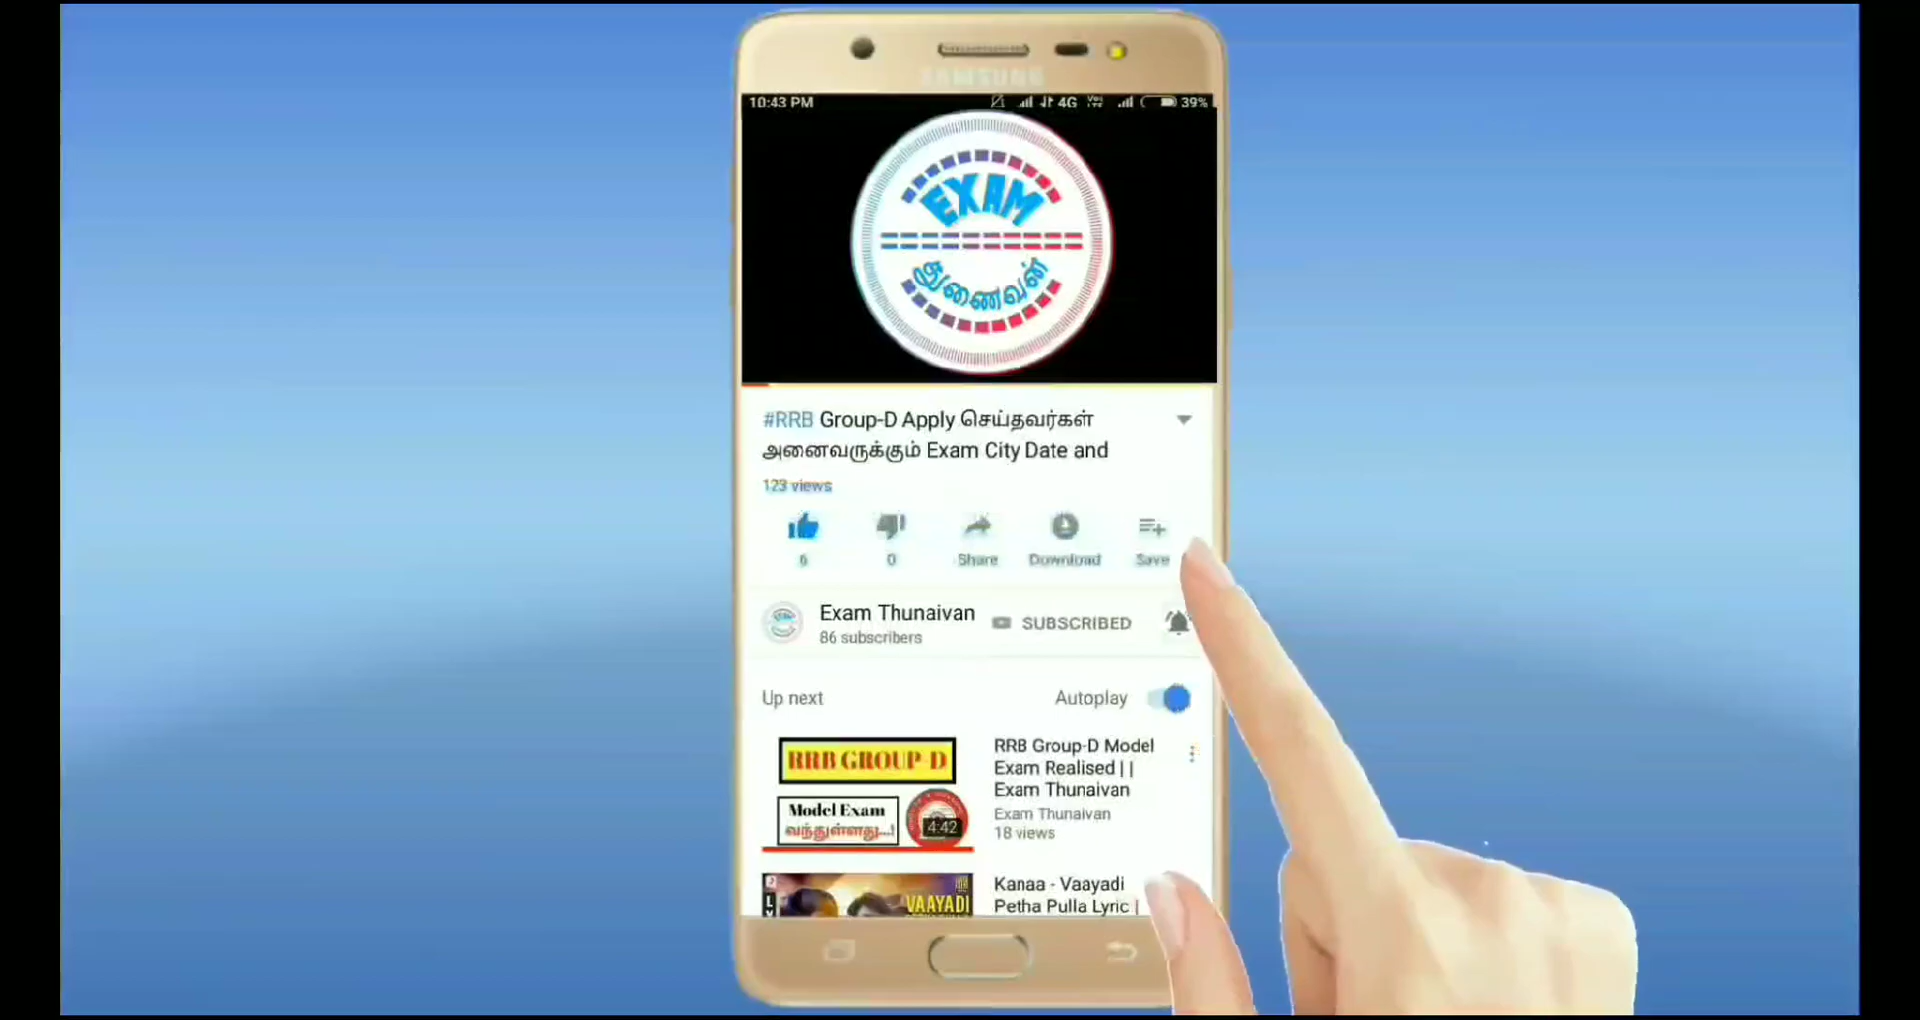 SAMSUNG
10:43 PM 4G 39%
EXAM
துணைவன்
#RRB Group-D Apply செய்தவர்கள்
அனைவருக்கும் Exam City Date and
123 views
6 0 Share Download Save
Exam Thunaivan
SUBSCRIBED
86 subscribers
Up next Autoplay
RRB GROUP-D
Model Exam
வந்துள்ளது...!
4:42
RRB Group-D Model
Exam Realised ||
Exam Thunaivan
Exam Thunaivan
18 views
VAAYADI
Kanaa - Vaayadi
Petha Pulla Lyric |